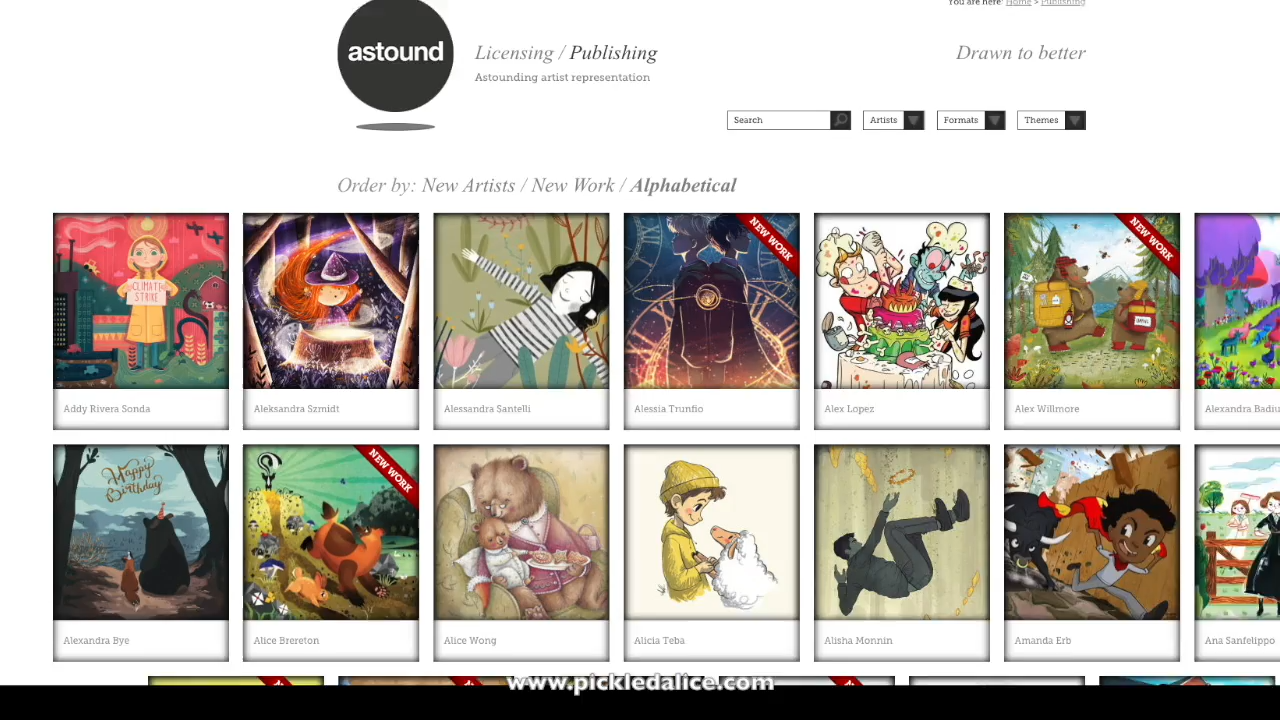 You are here: Home > Publishing
astound
Licensing / Publishing
Drawn to better
Astounding artist representation
Search
Artists
Formats
Themes
Order by: New Artists / New Work / Alphabetical
CLIMATE
STRIKE
NEW WORK
NEW WORK
Addy Rivera Sonda
Aleksandra Szmidt
Alessandra Santelli
Alessia Trunfio
Alex Lopez
Alex Willmore
Alexandra Badiu
Happy
Birthday
NEW WORK
Alexandra Bye
Alice Brereton
Alice Wong
Alicia Teba
Alisha Monnin
Amanda Erb
Ana Sanfelippo
www.pickledalice.com